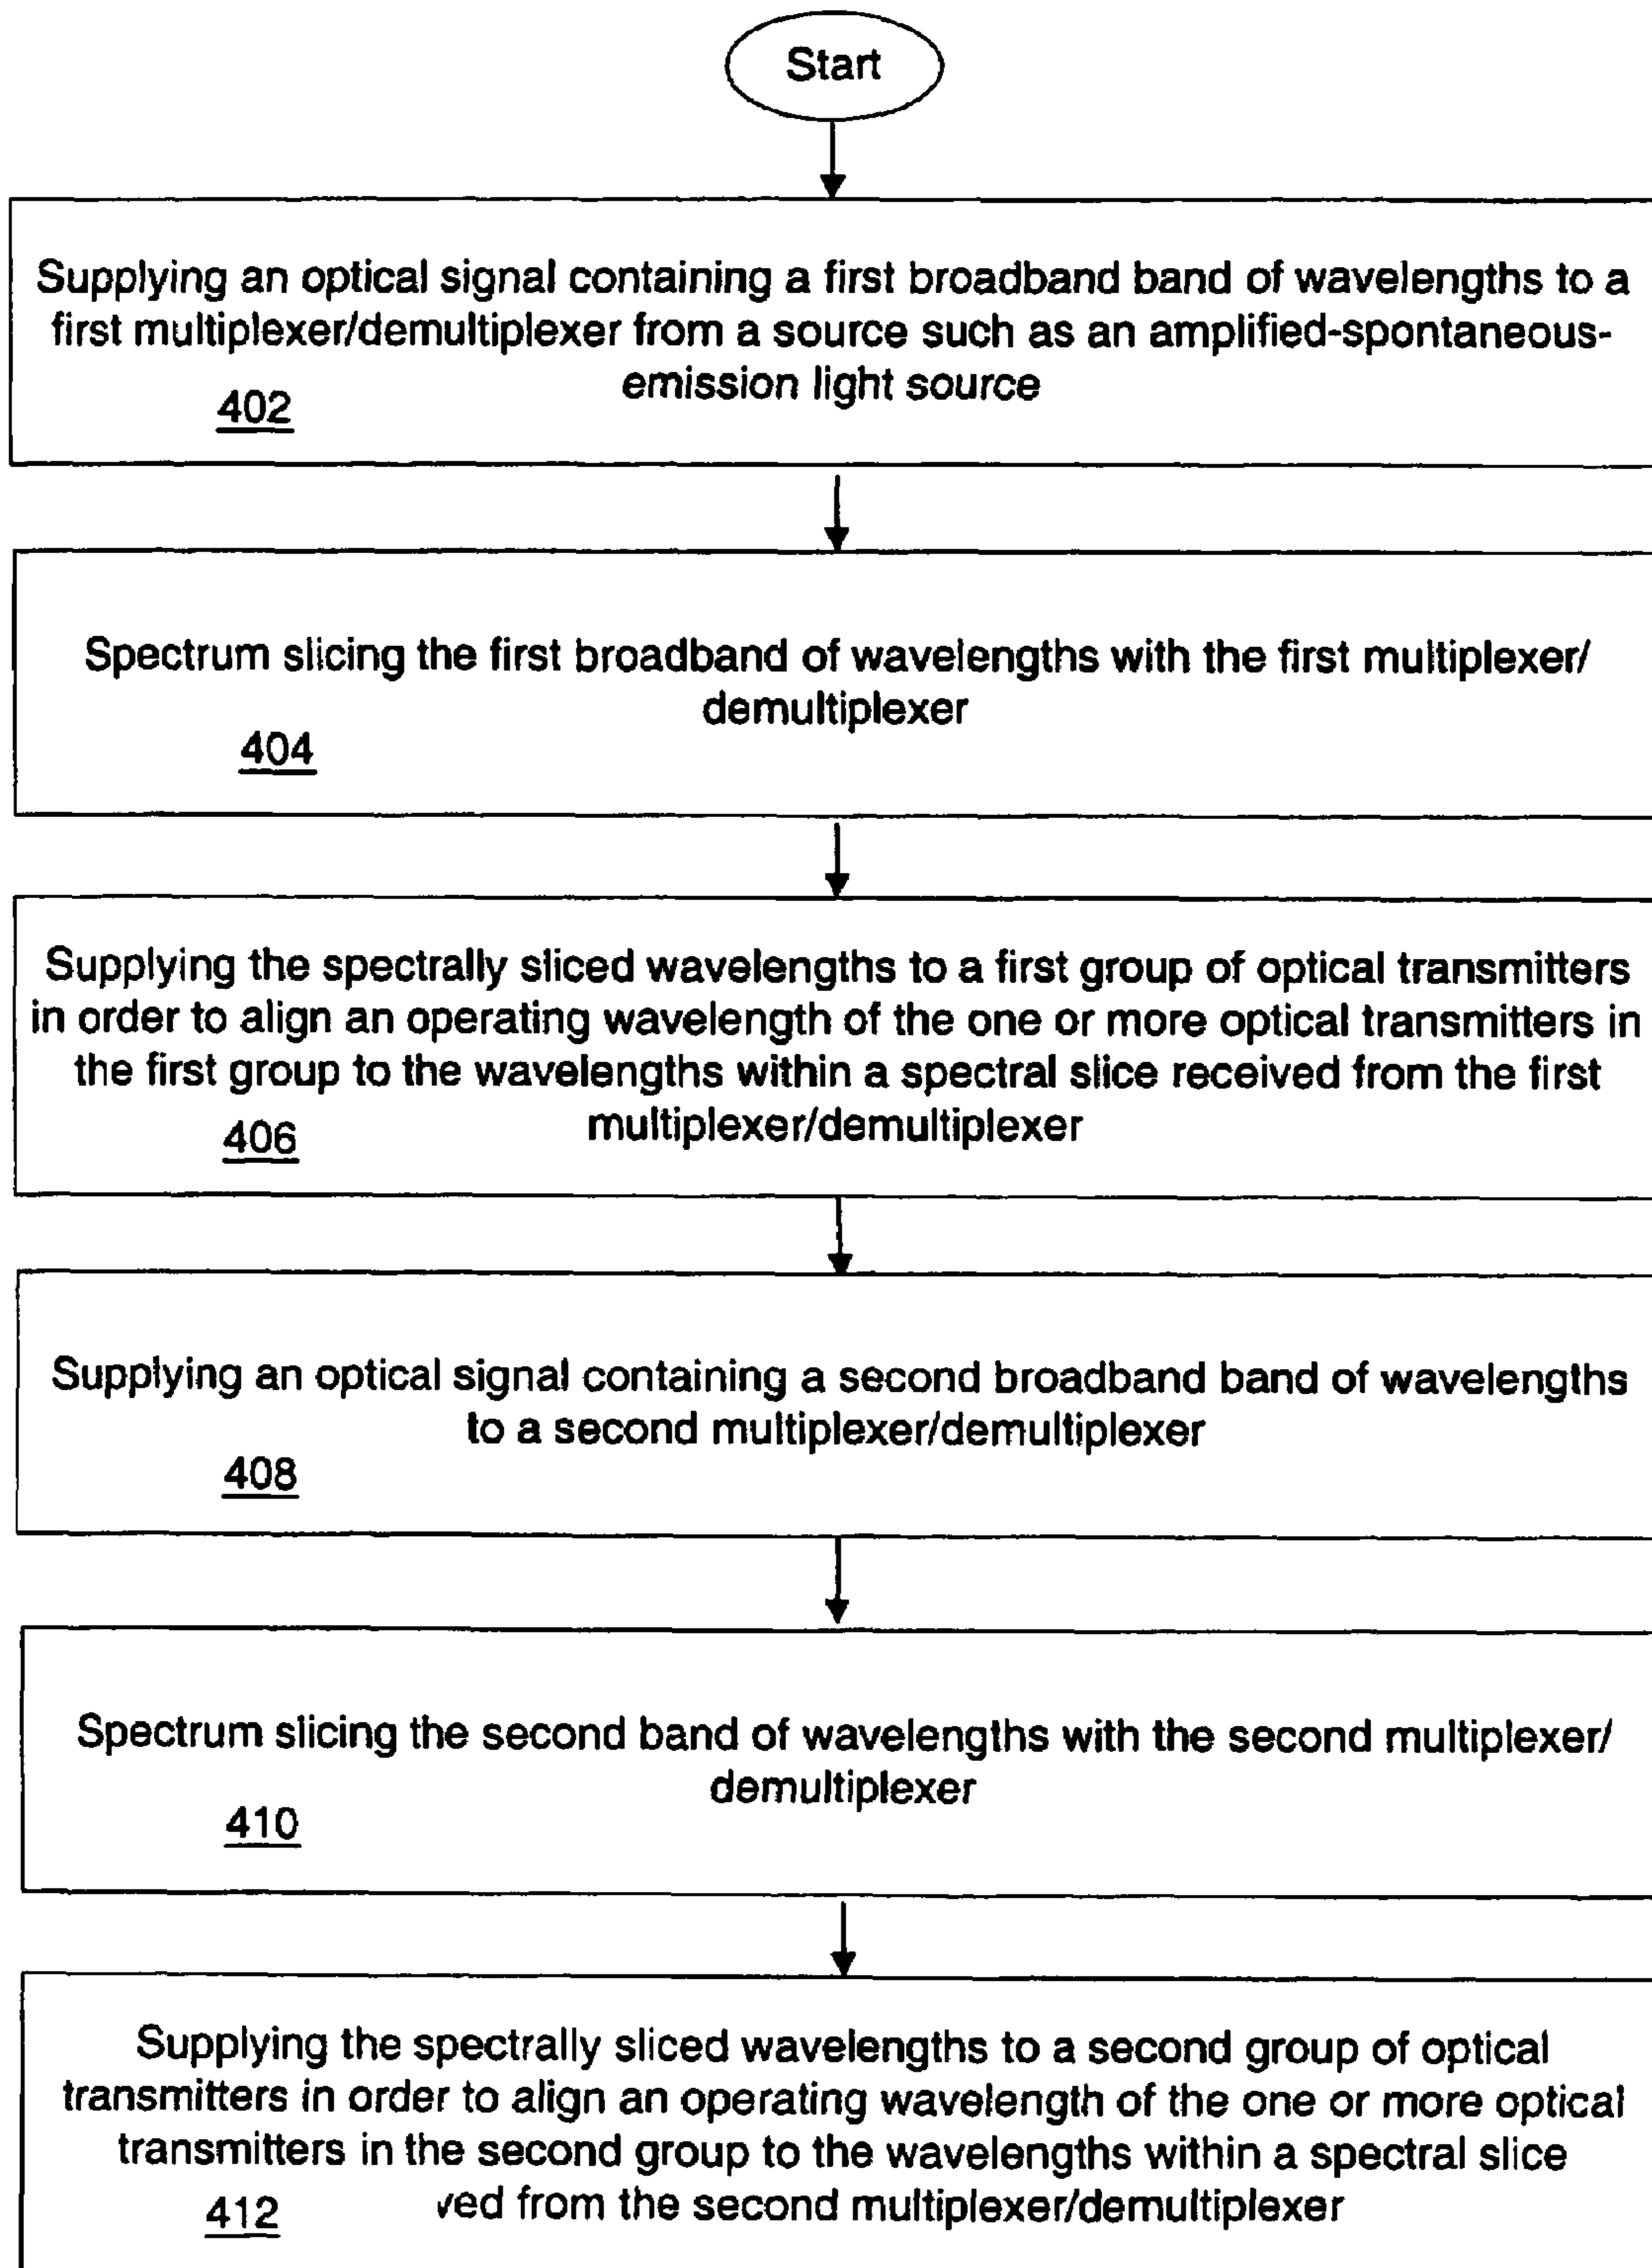 Start
Supplying an optical signal containing a first broadband band of wavelengths to a
first multiplexer/demultiplexer from a source such as an amplified-spontaneous-
emission light source
402
Spectrum slicing the first broadband of wavelengths with the first multiplexer/
demultiplexer
404
Supplying the spectrally sliced wavelengths to a first group of optical transmitters
in order to align an operating wavelength of the one or more optical transmitters in
the first group to the wavelengths within a spectral slice received from the first
multiplexer/demultiplexer
406
Supplying an optical signal containing a second broadband band of wavelengths
to a second multiplexer/demultiplexer
408
Spectrum slicing the second band of wavelengths with the second multiplexer/
demultiplexer
410
Supplying the spectrally sliced wavelengths to a second group of optical
transmitters in order to align an operating wavelength of the one or more optical
transmitters in the second group to the wavelengths within a spectral slice
ved from the second multiplexer/demultiplexer
412